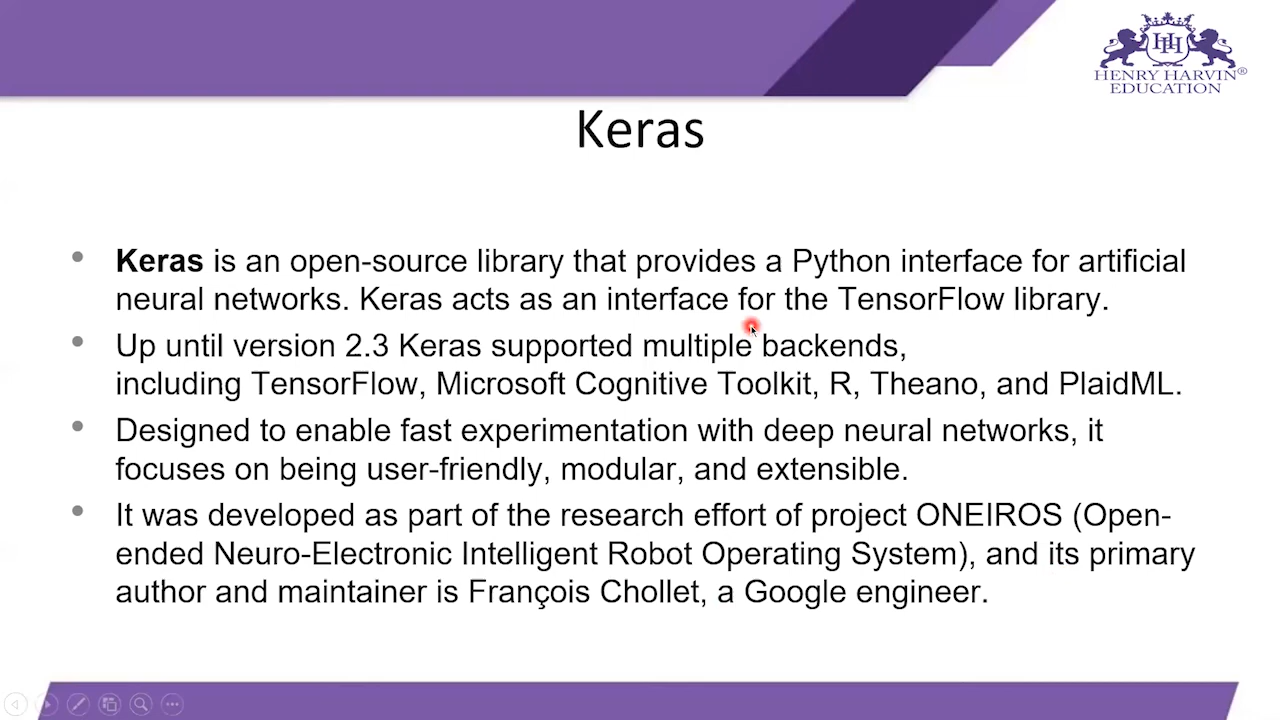 HENRY HARVIN®
EDUCATION
Keras
• Keras is an open-source library that provides a Python interface for artificial
neural networks. Keras acts as an interface for the TensorFlow library.
• Up until version 2.3 Keras supported multiple backends,
including TensorFlow, Microsoft Cognitive Toolkit, R, Theano, and PlaidML.
• Designed to enable fast experimentation with deep neural networks, it
focuses on being user-friendly, modular, and extensible.
• It was developed as part of the research effort of project ONEIROS (Open-
ended Neuro-Electronic Intelligent Robot Operating System), and its primary
author and maintainer is François Chollet, a Google engineer.